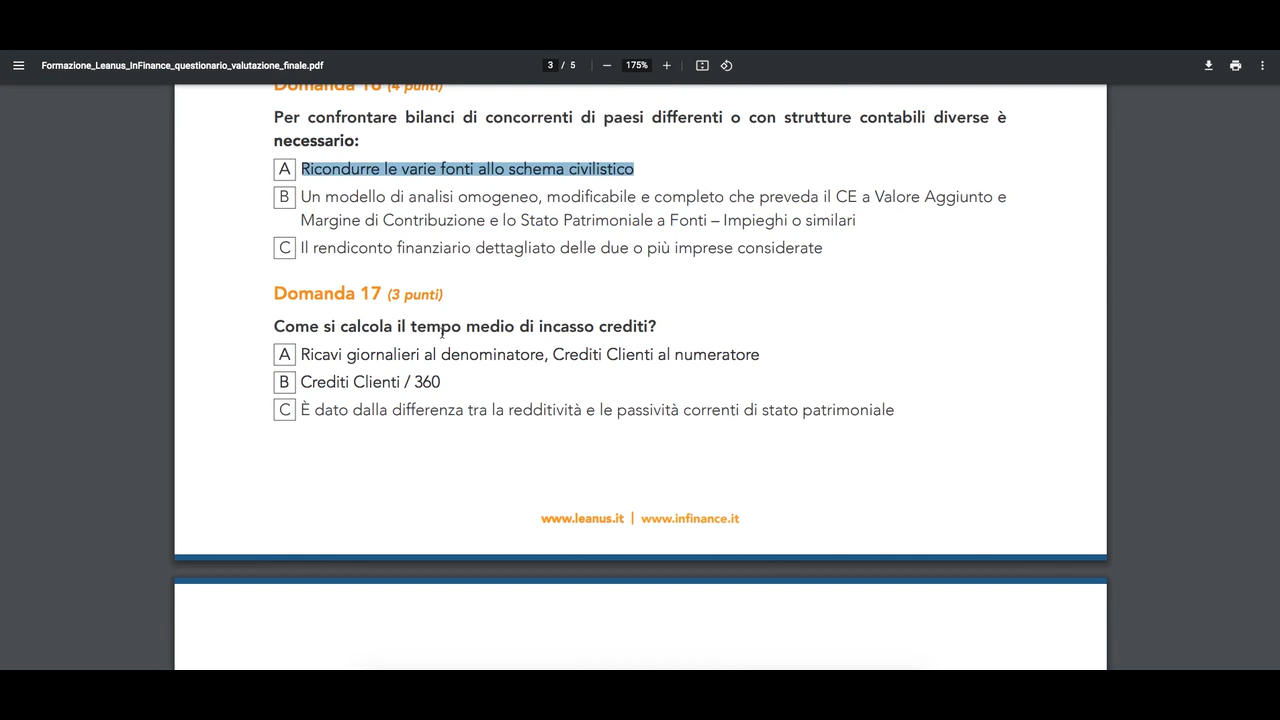 Formazione_Leanus_InFinance_questionario_valutazione_finale.pdf
3 / 5
175%
Domanda 16 (4 punti)
Per confrontare bilanci di concorrenti di paesi differenti o con strutture contabili diverse è
necessario:
A Ricondurre le varie fonti allo schema civilistico
B Un modello di analisi omogeneo, modificabile e completo che preveda il CE a Valore Aggiunto e
Margine di Contribuzione e lo Stato Patrimoniale a Fonti – Impieghi o similari
C Il rendiconto finanziario dettagliato delle due o più imprese considerate
Domanda 17 (3 punti)
Come si calcola il tempo medio di incasso crediti?
A Ricavi giornalieri al denominatore, Crediti Clienti al numeratore
B Crediti Clienti / 360
C È dato dalla differenza tra la redditività e le passività correnti di stato patrimoniale
www.leanus.it | www.infinance.it